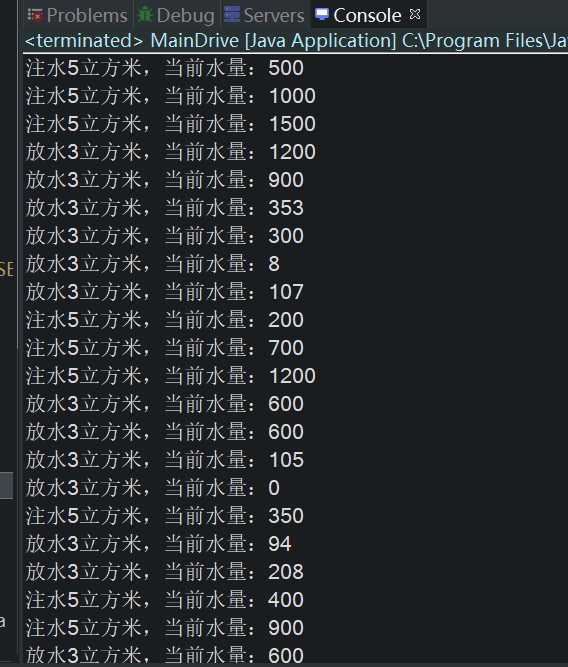 Problems Debug Servers Console
<terminated> MainDrive [Java Application] C:\Program Files\Ja
注水5立方米，当前水量：500
注水5立方米，当前水量：1000
注水5立方米，当前水量：1500
放水3立方米，当前水量：1200
放水3立方米，当前水量：900
放水3立方米，当前水量：353
放水3立方米，当前水量：300
放水3立方米，当前水量：8
放水3立方米，当前水量：107
注水5立方米，当前水量：200
注水5立方米，当前水量：700
注水5立方米，当前水量：1200
放水3立方米，当前水量：600
放水3立方米，当前水量：600
放水3立方米，当前水量：105
放水3立方米，当前水量：0
注水5立方米，当前水量：350
放水3立方米，当前水量：94
放水3立方米，当前水量：208
注水5立方米，当前水量：400
注水5立方米，当前水量：900
放水3立方米，当前水量：600